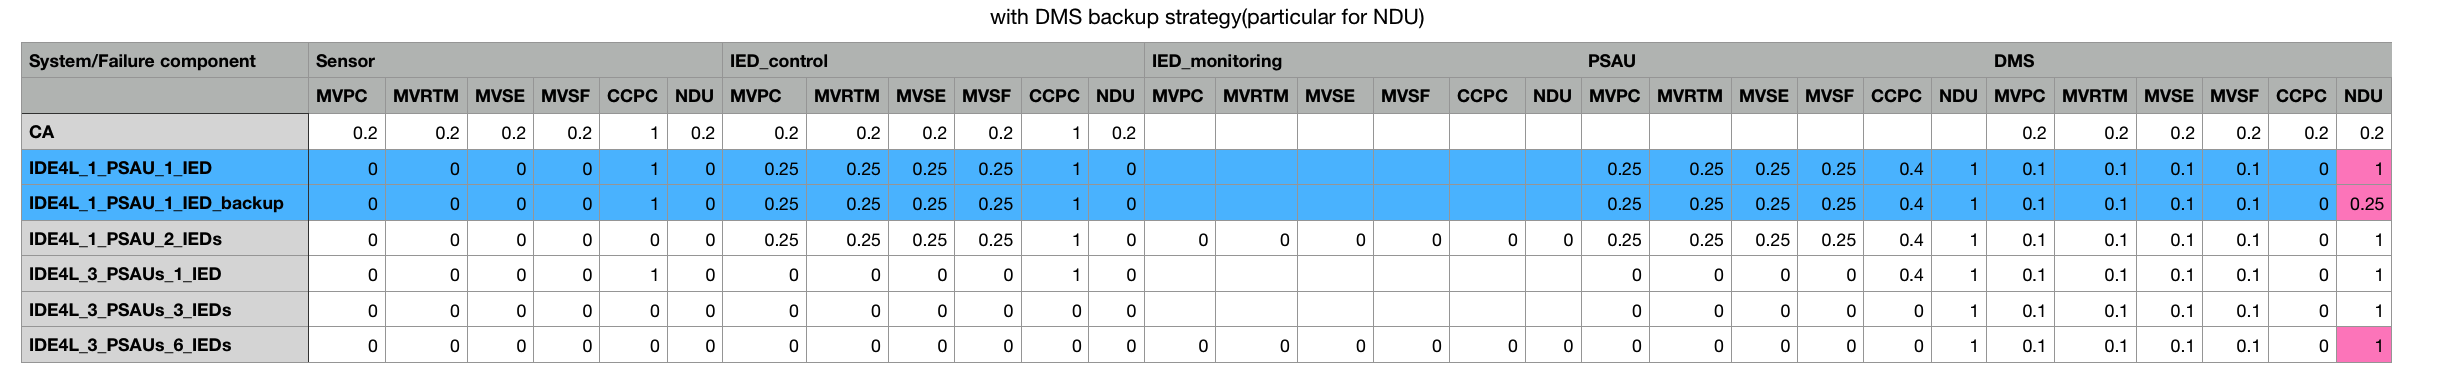 with DMS backup strategy(particular for NDU)
System/Failure component Sensor IED_control IED_monitoring PSAU DMS
MVPC MVRTM MVSE MVSF CCPC NDU MVPC MVRTM MVSE MVSF CCPC NDU MVPC MVRTM MVSE MVSF CCPC NDU MVPC MVRTM MVSE MVSF CCPC NDU MVPC MVRTM MVSE MVSF CCPC NDU
CA 0.2 0.2 0.2 0.2 1 0.2 0.2 0.2 0.2 0.2 1 0.2 0.2 0.2 0.2 0.2 0.2 0.2
IDE4L_1_PSAU_1_IED 0 0 0 0 1 0 0.25 0.25 0.25 0.25 1 0 0.25 0.25 0.25 0.25 0.4 1 0.1 0.1 0.1 0.1 0 1
IDE4L_1_PSAU_1_IED_backup 0 0 0 0 1 0 0.25 0.25 0.25 0.25 1 0 0.25 0.25 0.25 0.25 0.4 1 0.1 0.1 0.1 0.1 0 0.25
IDE4L_1_PSAU_2_IEDs 0 0 0 0 0 0 0.25 0.25 0.25 0.25 1 0 0 0 0 0 0 0 0.25 0.25 0.25 0.25 0.4 1 0.1 0.1 0.1 0.1 0 1
IDE4L_3_PSAUs_1_IED 0 0 0 0 1 0 0 0 0 0 1 0 0 0 0 0 0.4 1 0.1 0.1 0.1 0.1 0 1
IDE4L_3_PSAUs_3_IEDs 0 0 0 0 0 0 0 0 0 0 0 0 0 0 0 0 0 1 0.1 0.1 0.1 0.1 0 1
IDE4L_3_PSAUs_6_IEDs 0 0 0 0 0 0 0 0 0 0 0 0 0 0 0 0 0 0 0 0 0 0 0 1 0.1 0.1 0.1 0.1 0 1